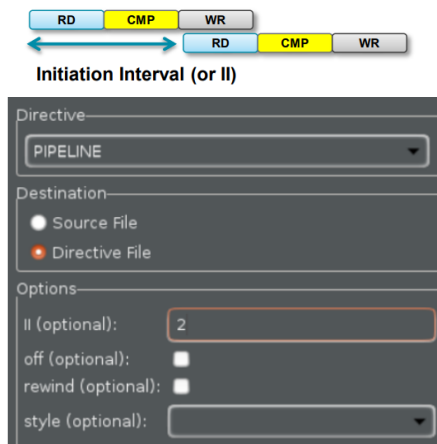 RD CMP WR
RD CMP WR
Initiation Interval (or II)
Directive
PIPELINE
Destination
Source File
Directive File
Options
II (optional): 2
off (optional):
rewind (optional):
style (optional):